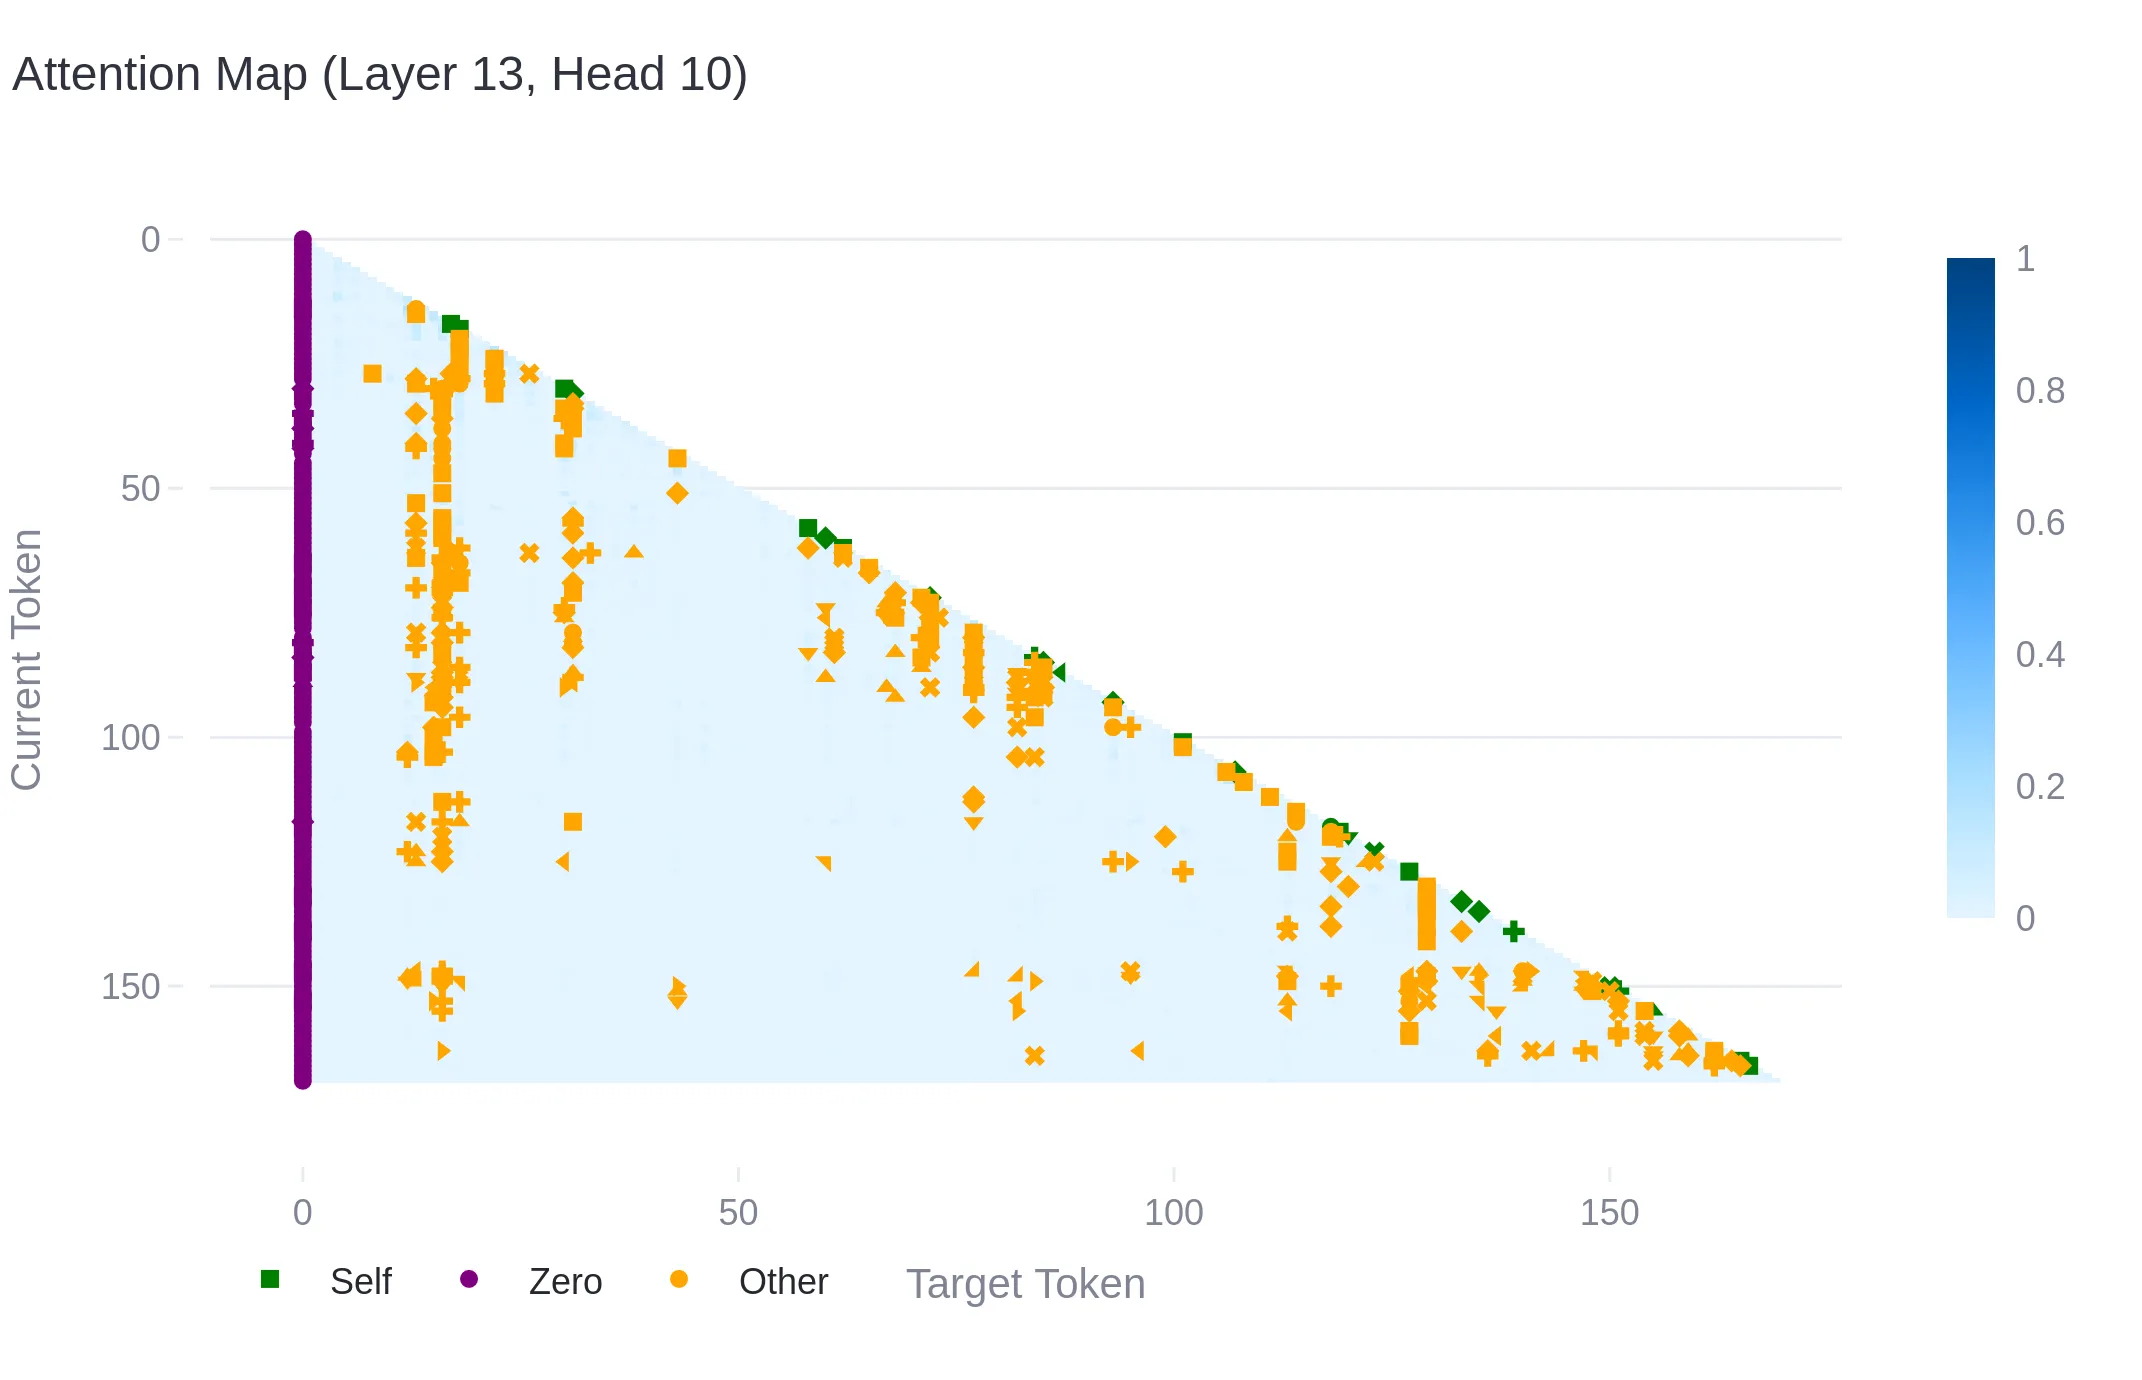 Attention Map (Layer 13, Head 10)
0
50
100
150
Current Token
0
50
100
150
Self
Zero
Other
Target Token
1
0.8
0.6
0.4
0.2
0